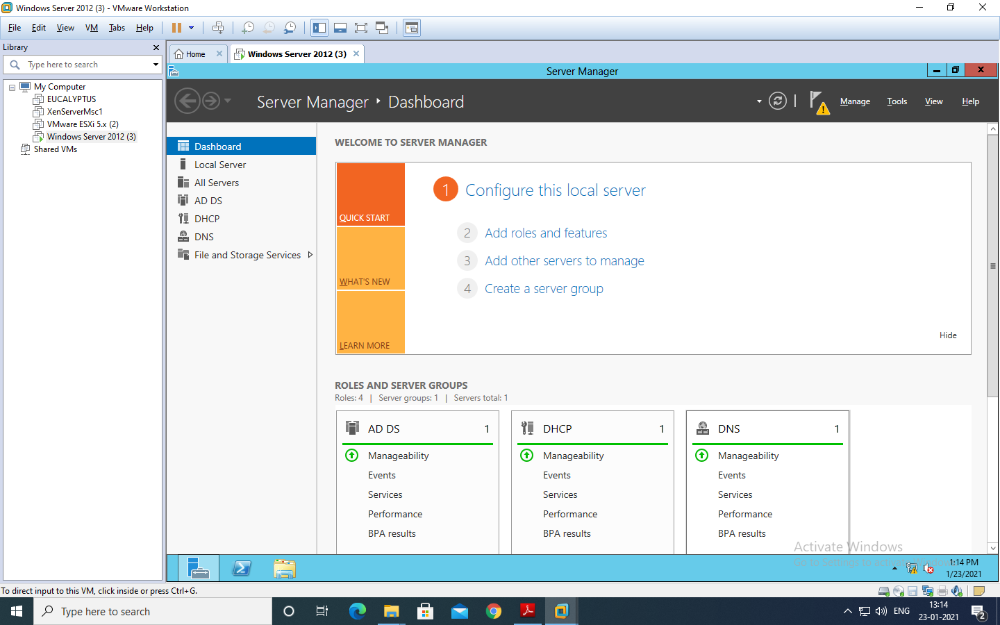 Windows Server 2012 (3) - VMware Workstation
File Edit View VM Tabs Help
Library
Type here to search
My Computer
EUCALYPTUS
XenServerMsc1
VMware ESXi 5.x (2)
Windows Server 2012 (3)
Shared VMs
Home
Windows Server 2012 (3)
Server Manager
Server Manager Dashboard
Manage Tools View Help
Dashboard
Local Server
All Servers
AD DS
DHCP
DNS
File and Storage Services
WELCOME TO SERVER MANAGER
QUICK START
WHAT'S NEW
LEARN MORE
1 Configure this local server
2 Add roles and features
3 Add other servers to manage
4 Create a server group
Hide
ROLES AND SERVER GROUPS
Roles: 4 | Server groups: 1 | Servers total: 1
AD DS 1
Manageability
Events
Services
Performance
BPA results
DHCP 1
Manageability
Events
Services
Performance
BPA results
DNS 1
Manageability
Events
Services
Performance
BPA results
Activate Windows
Go to Settings to activate
1:14 PM
1/23/2021
To direct input to this VM, click inside or press Ctrl+G.
Type here to search
ENG
13:14
23-01-2021
2